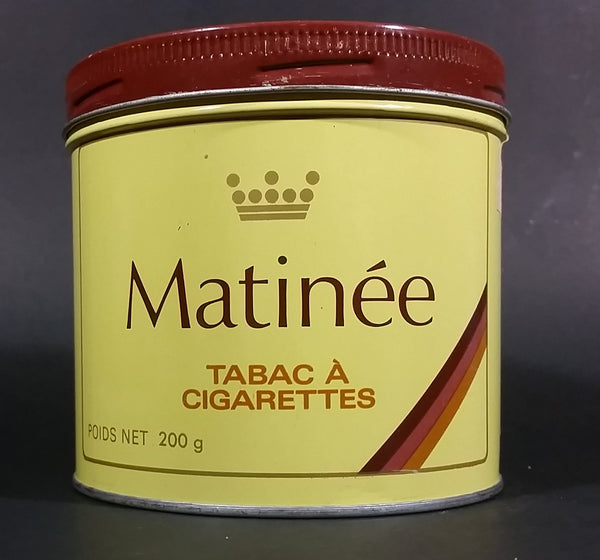 Matinée
TABAC À
CIGARETTES
POIDS NET 200 g